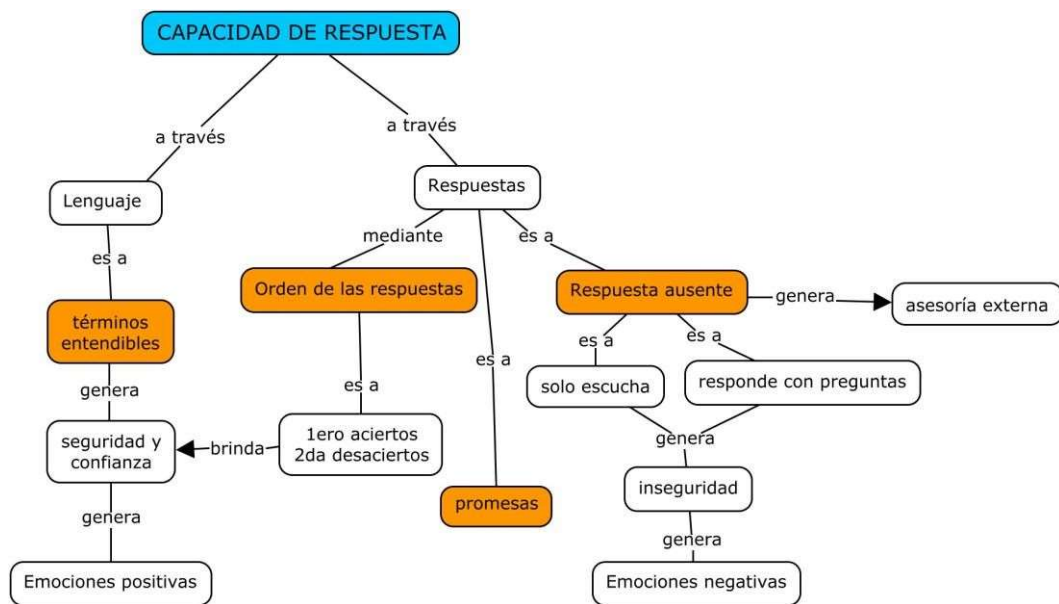 CAPACIDAD DE RESPUESTA
a través
a través
Lenguaje
Respuestas
mediante
es a
es a
Orden de las respuestas
Respuesta ausente
genera
asesoría externa
términos
entendibles
es a
es a
es a
es a
genera
solo escucha
responde con preguntas
seguridad y
confianza
brinda
1ero aciertos
2da desaciertos
genera
inseguridad
promesas
genera
genera
Emociones positivas
Emociones negativas